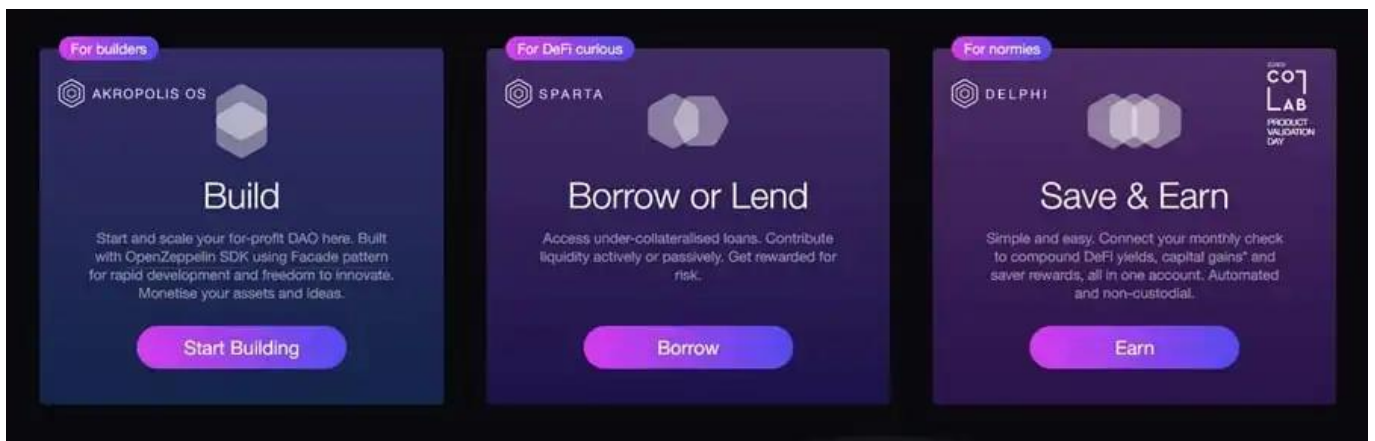 For builders
AKROPOLIS OS
Build
Start and scale your for-profit DAO here. Built
with OpenZeppelin SDK using Facade pattern
for rapid development and freedom to innovate.
Monetise your assets and ideas.
Start Building
For DeFi curious
SPARTA
Borrow or Lend
Access under-collateralised loans. Contribute
liquidity actively or passively. Get rewarded for
risk.
Borrow
For normies
DELPHI
CO
LAB
PRODUCT
VALIDATION
DAY
Save & Earn
Simple and easy. Connect your monthly check
to compound DeFi yields, capital gains* and
saver rewards, all in one account. Automated
and non-custodial.
Earn